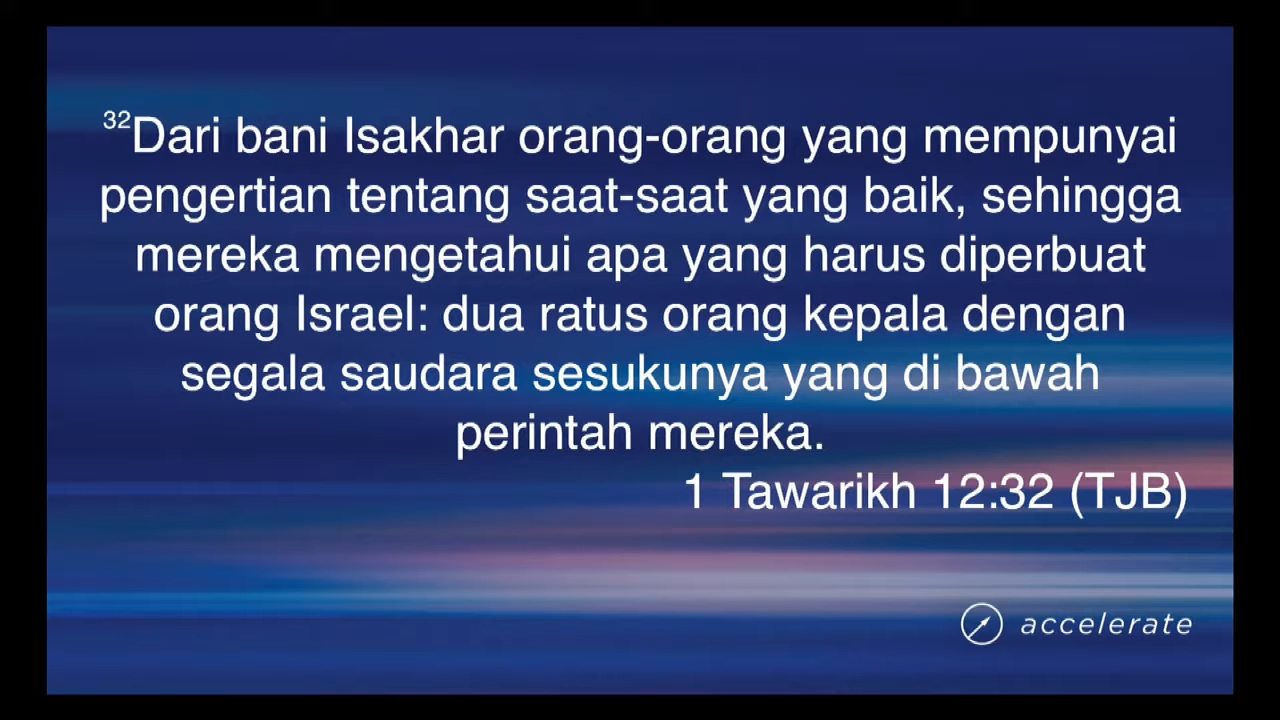 32Dari bani Isakhar orang-orang yang mempunyai
pengertian tentang saat-saat yang baik, sehingga
mereka mengetahui apa yang harus diperbuat
orang Israel: dua ratus orang kepala dengan
segala saudara sesukunya yang di bawah
perintah mereka.
1 Tawarikh 12:32 (TJB)
accelerate